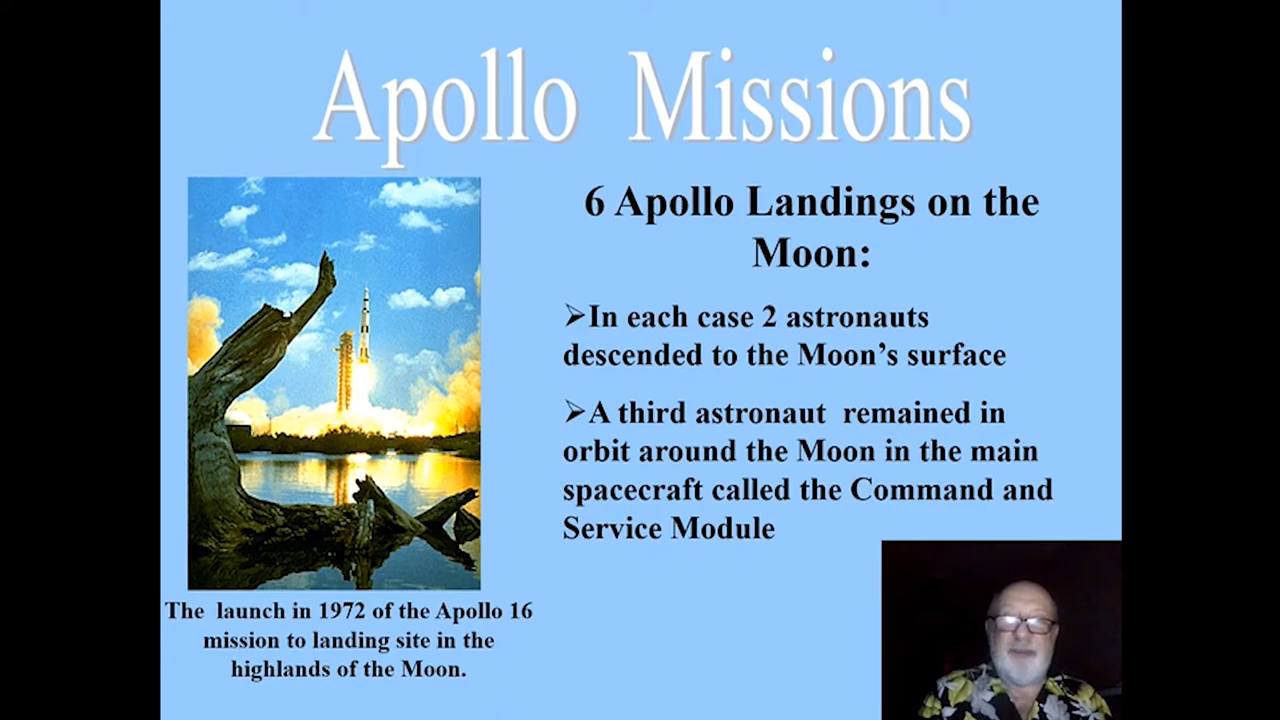 Apollo Missions
6 Apollo Landings on the
Moon:
➢In each case 2 astronauts
descended to the Moon’s surface
➢A third astronaut remained in
orbit around the Moon in the main
spacecraft called the Command and
Service Module
The launch in 1972 of the Apollo 16
mission to landing site in the
highlands of the Moon.